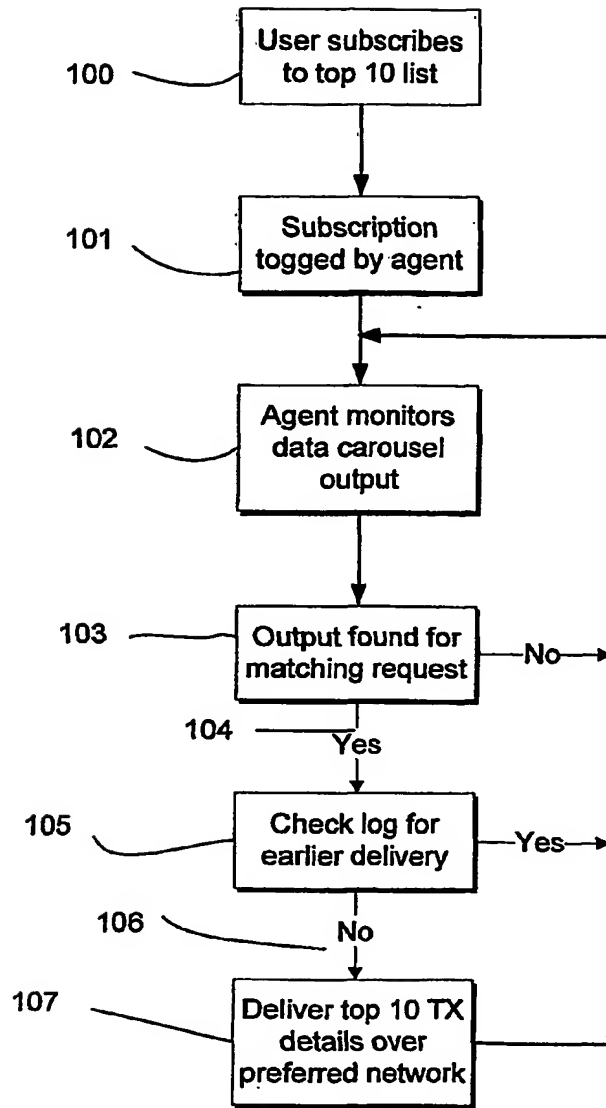 User subscribes
to top 10 list
100
Subscription
togged by agent
101
Agent monitors
data carousel
output
102
103
Output found for
matching request
No
104
Yes
105
Check log for
earlier delivery
Yes
106
No
107
Deliver top 10 TX
details over
preferred network